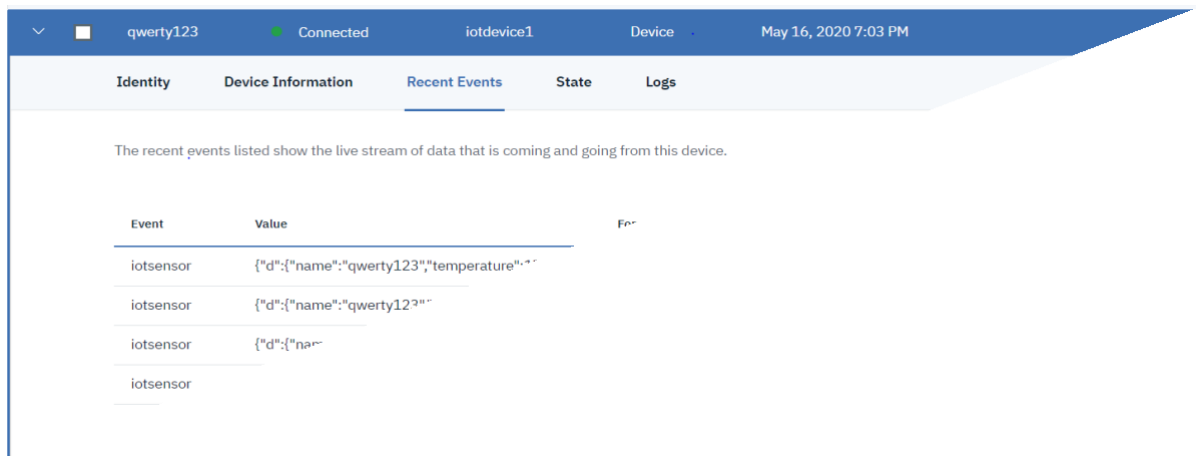 qwerty123 Connected iotdevice1 Device May 16, 2020 7:03 PM
Identity Device Information Recent Events State Logs
The recent events listed show the live stream of data that is coming and going from this device.
Event Value
iotsensor {"d":{"name":"qwerty123","temperature":
iotsensor {"d":{"name":"qwerty123"
iotsensor {"d":{"nam
iotsensor